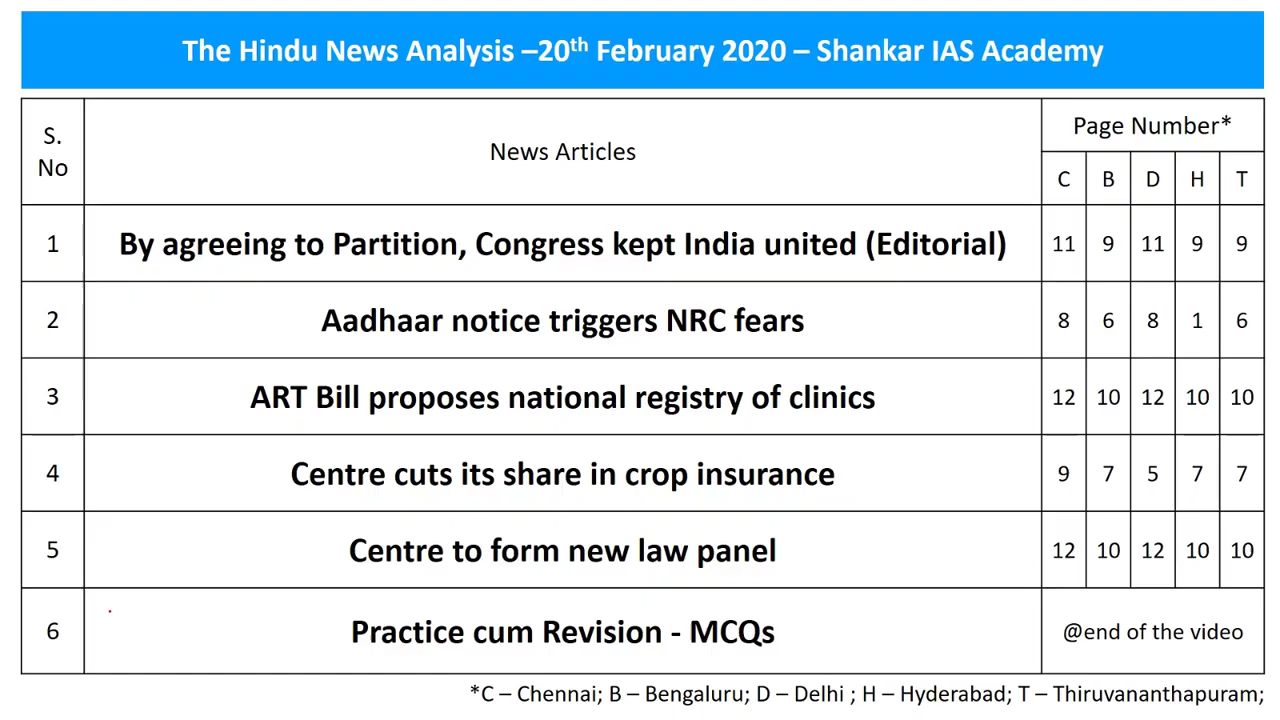 The Hindu News Analysis –20th February 2020 – Shankar IAS Academy
S. No News Articles Page Number*
C B D H T
1 By agreeing to Partition, Congress kept India united (Editorial) 11 9 11 9 9
2 Aadhaar notice triggers NRC fears 8 6 8 1 6
3 ART Bill proposes national registry of clinics 12 10 12 10 10
4 Centre cuts its share in crop insurance 9 7 5 7 7
5 Centre to form new law panel 12 10 12 10 10
6 Practice cum Revision - MCQs @end of the video
*C – Chennai; B – Bengaluru; D – Delhi ; H – Hyderabad; T – Thiruvananthapuram;